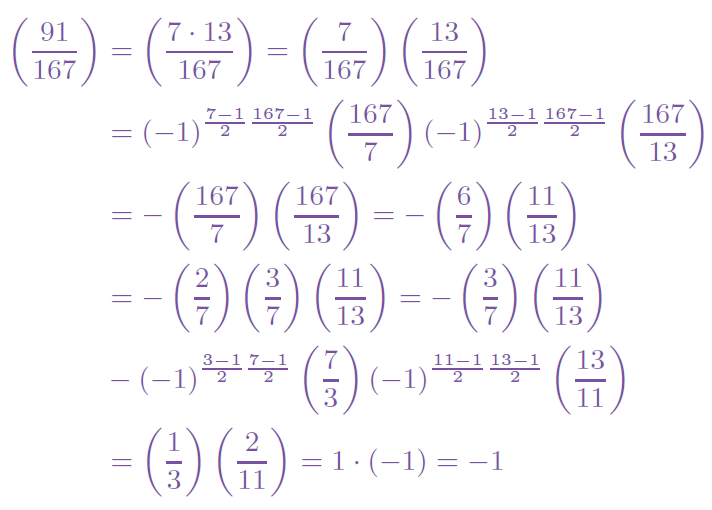 (91/167) = (7 · 13/167) = (7/167) (13/167)
= (−1)^{7−1/2 167−1/2} (167/7) (−1)^{13−1/2 167−1/2} (167/13)
= − (167/7) (167/13) = − (6/7) (11/13)
= − (2/7) (3/7) (11/13) = − (3/7) (11/13)
− (−1)^{3−1/2 7−1/2} (7/3) (−1)^{11−1/2 13−1/2} (13/11)
= (1/3) (2/11) = 1 · (−1) = −1